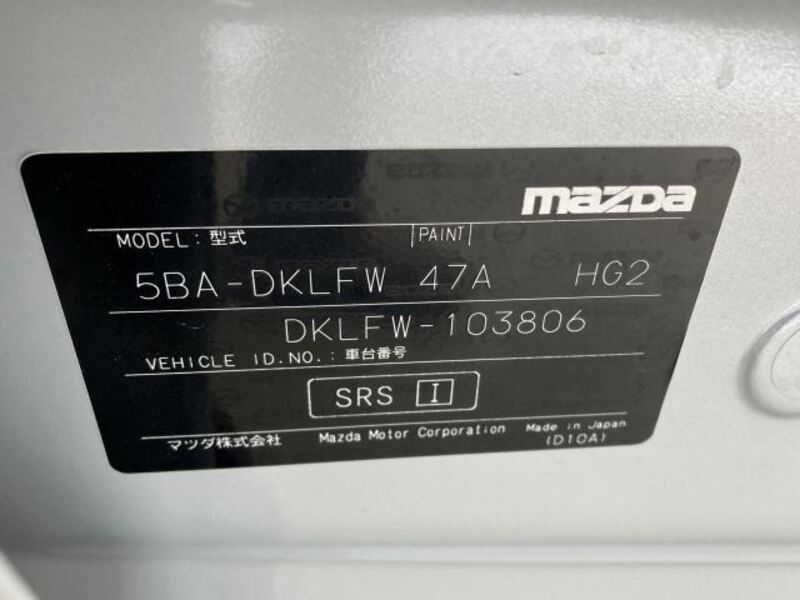 mazda
MODEL: 型式 PAINT
5BA-DKLFW 47A HG2
DKLFW-103806
VEHICLE ID.NO.: 車台番号
SRS I
マツダ株式会社 Mazda Motor Corporation Made in Japan
(D10A)